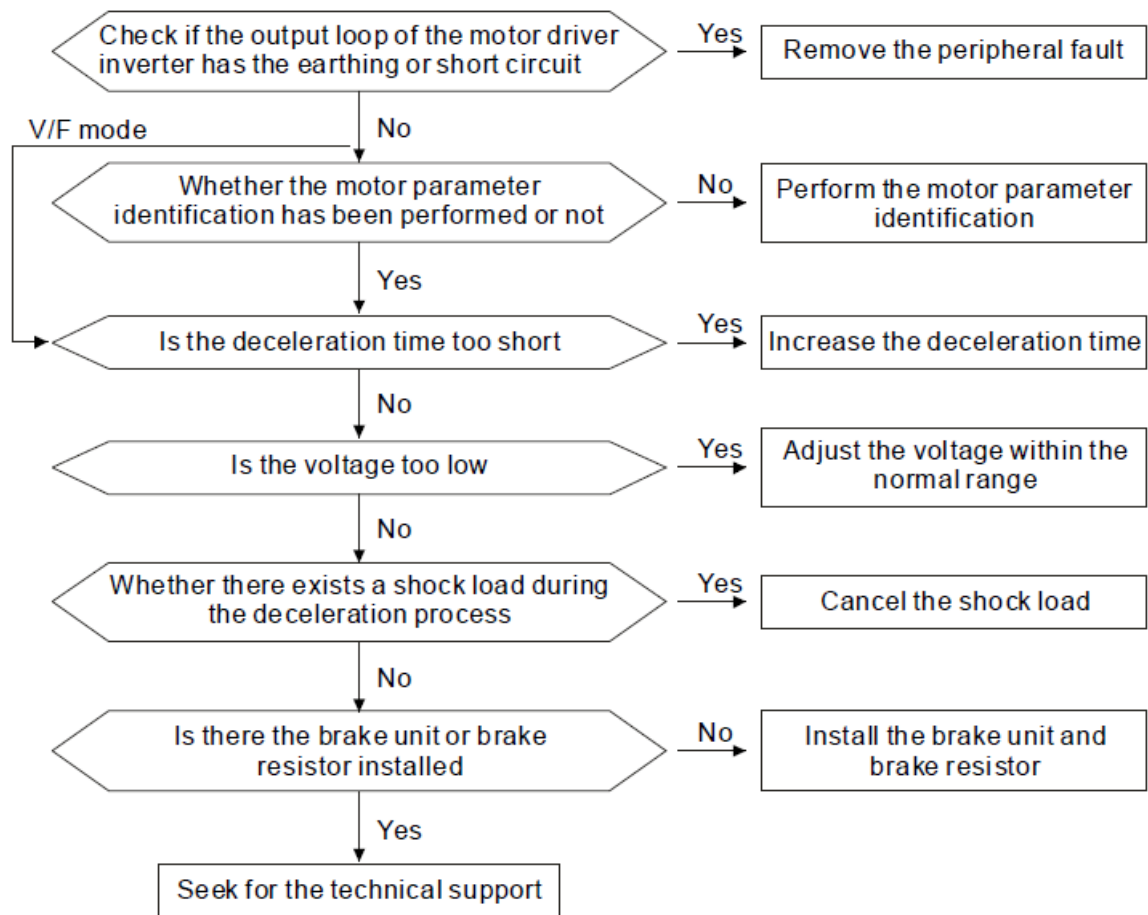 Check if the output loop of the motor driver
inverter has the earthing or short circuit
Yes
Remove the peripheral fault
No
V/F mode
Whether the motor parameter
identification has been performed or not
No
Perform the motor parameter
identification
Yes
Is the deceleration time too short
Yes
Increase the deceleration time
No
Is the voltage too low
Yes
Adjust the voltage within the
normal range
No
Whether there exists a shock load during
the deceleration process
Yes
Cancel the shock load
No
Is there the brake unit or brake
resistor installed
No
Install the brake unit and
brake resistor
Yes
Seek for the technical support